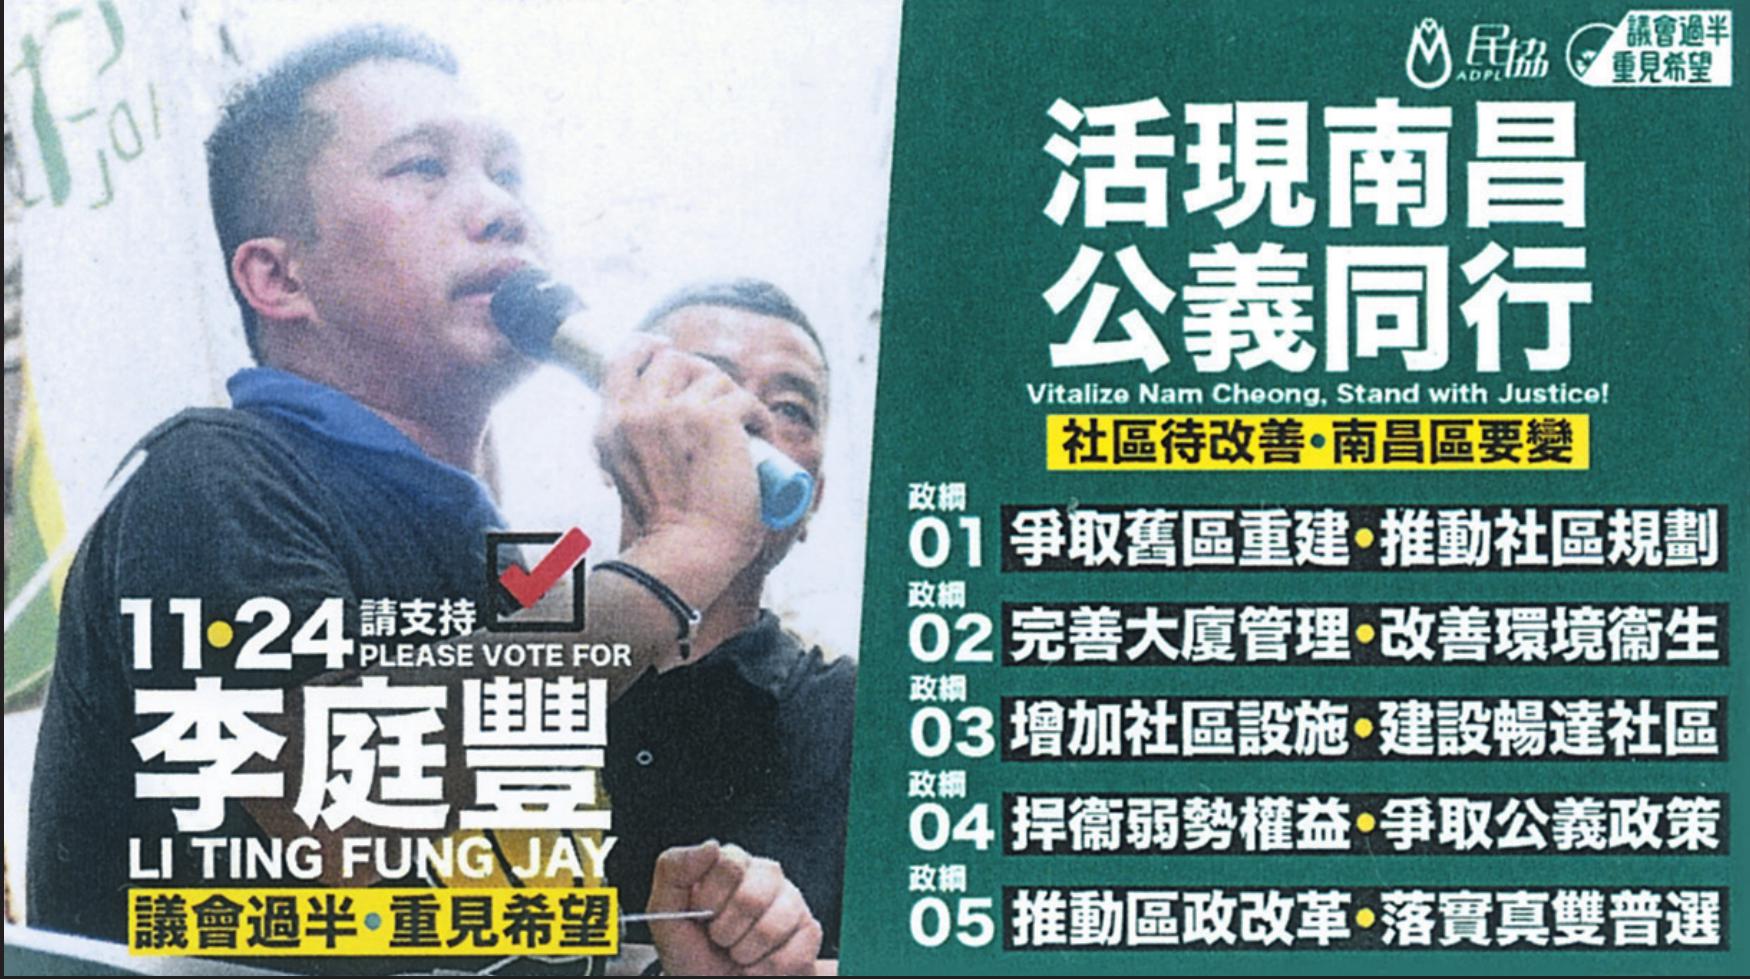 民協
ADPL
議會過半
重見希望
活現南昌
公義同行
Vitalize Nam Cheong, Stand with Justice!
社區待改善•南昌區要變
政綱
01 爭取舊區重建•推動社區規劃
政綱
02 完善大廈管理•改善環境衞生
政綱
03 增加社區設施•建設暢達社區
政綱
04 捍衞弱勢權益•爭取公義政策
政綱
05 推動區政改革•落實真雙普選
11•24 請支持
PLEASE VOTE FOR
李庭豐
LI TING FUNG JAY
議會過半•重見希望